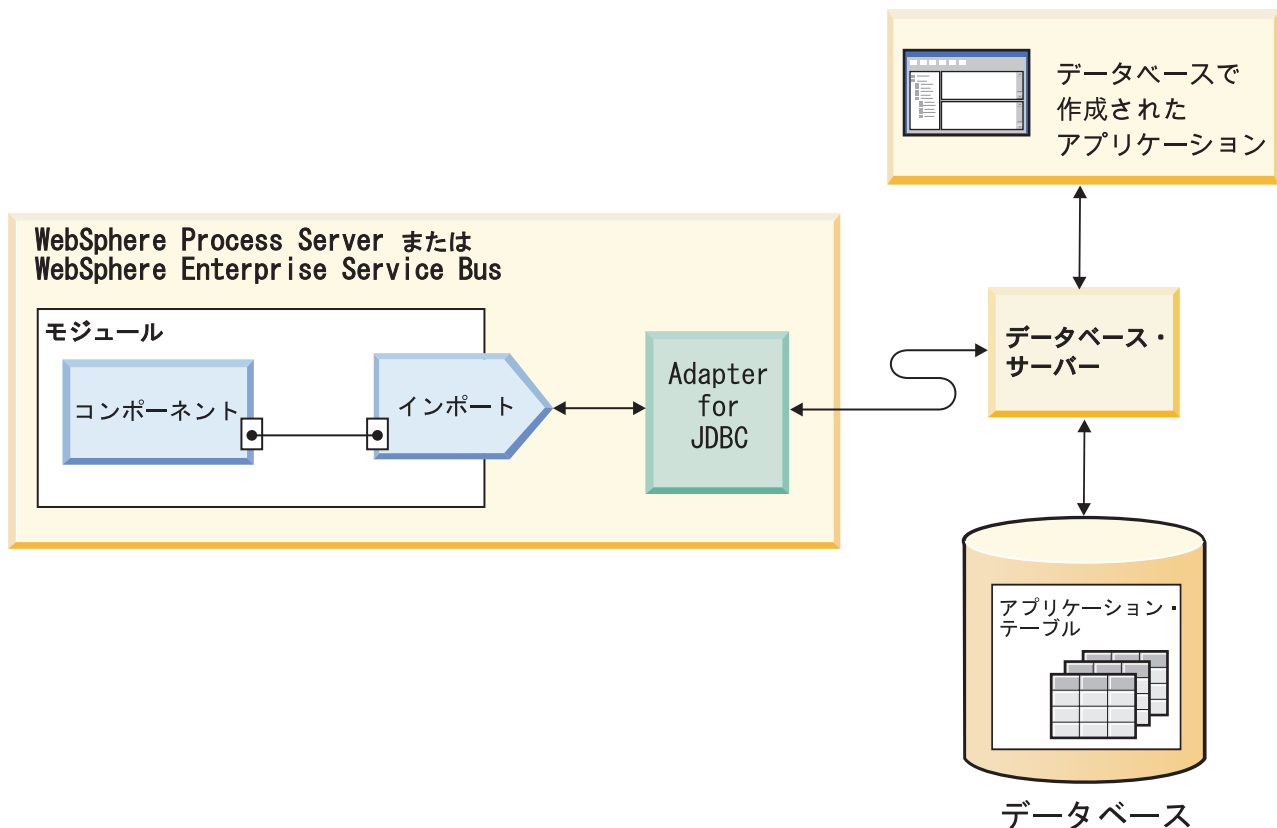 データベースで
作成された
アプリケーション
WebSphere Process Server または
WebSphere Enterprise Service Bus
モジュール
コンポーネント
インポート
Adapter
for
JDBC
データベース・
サーバー
アプリケーション・
テーブル
データベース